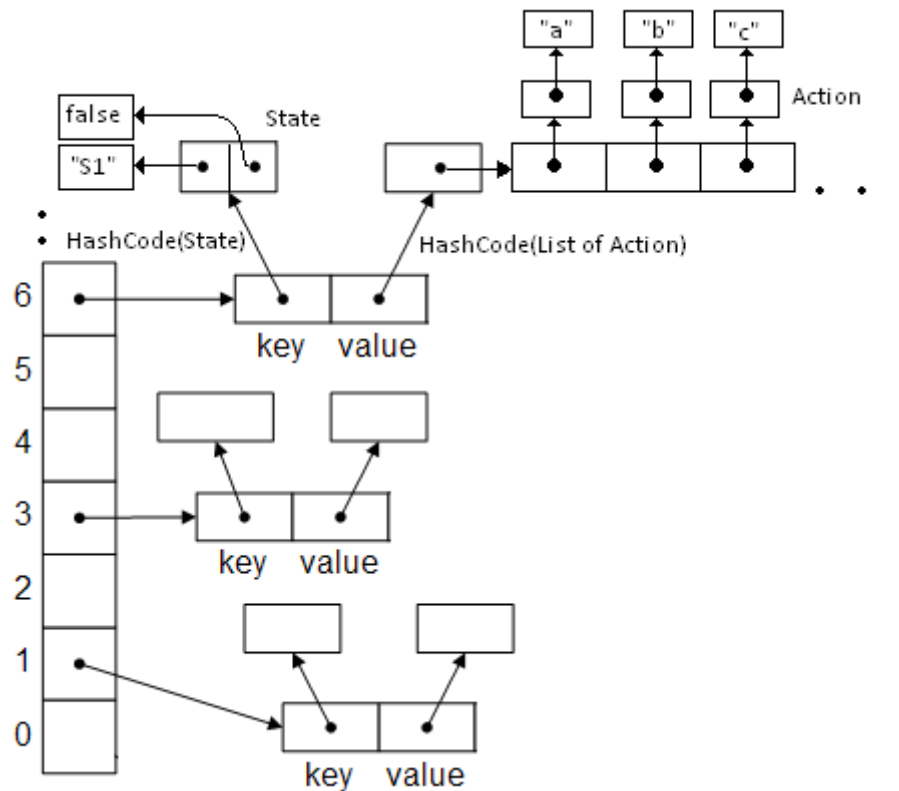 "a" "b" "c"
Action
false
State
"S1"
HashCode(State)
HashCode(List of Action)
6
key value
5
4
3
key value
2
1
0
key value